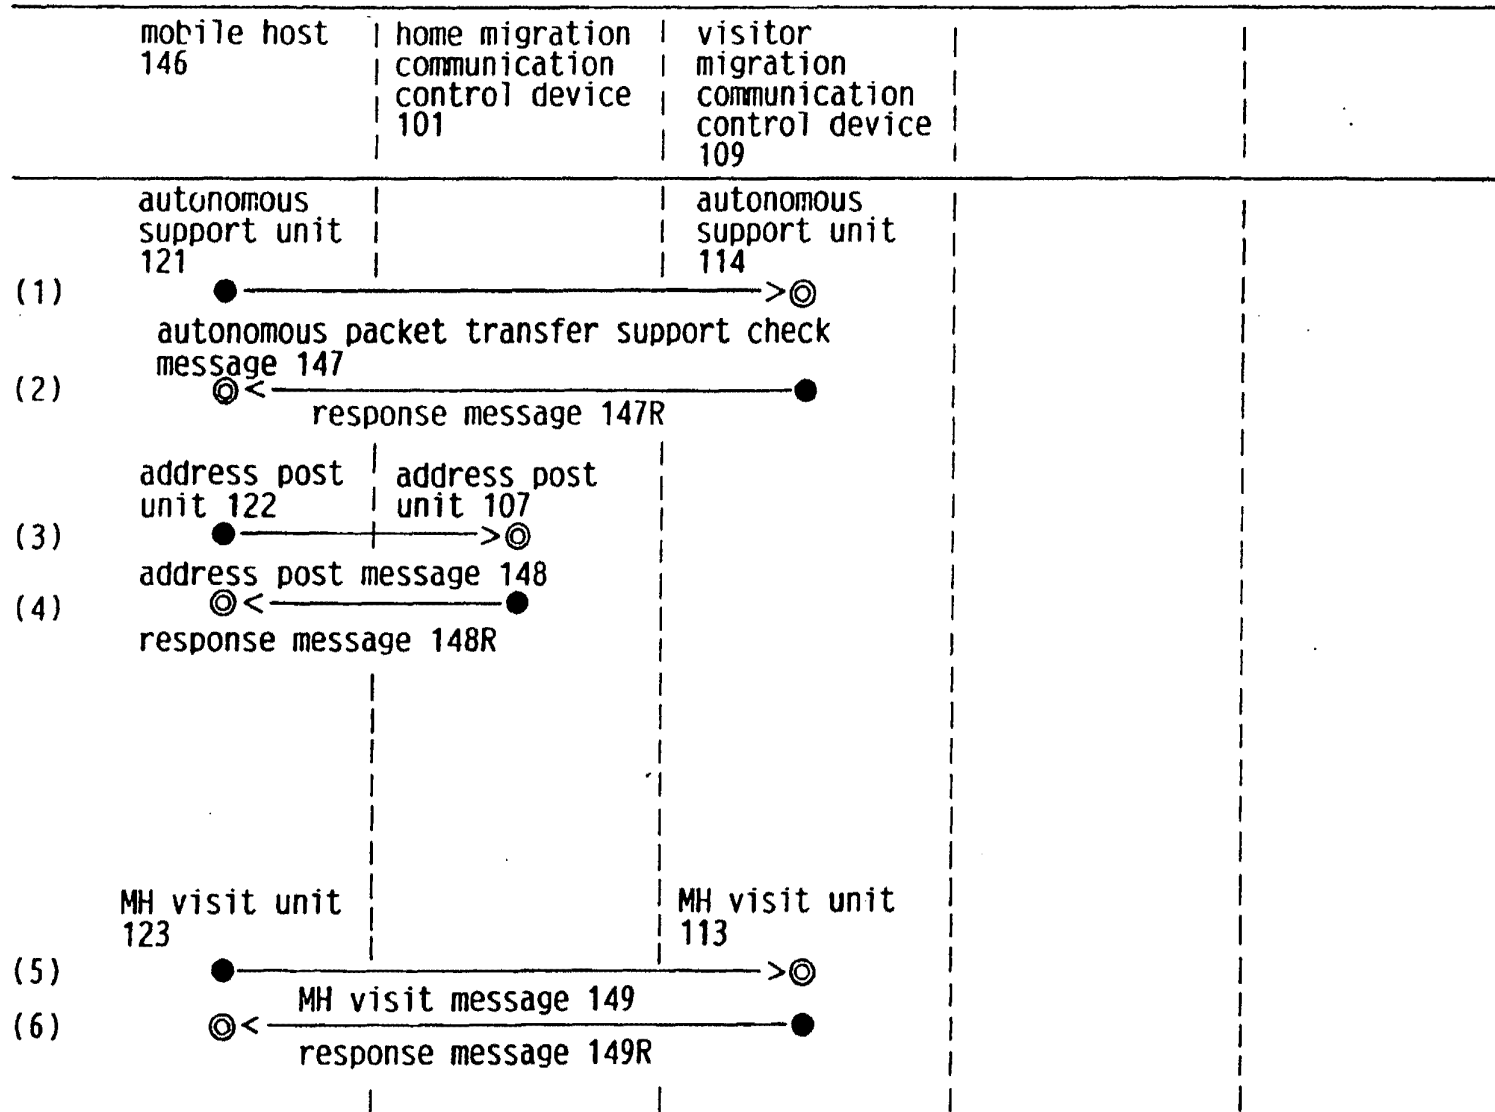 mobile host
146
home migration
communication
control device
101
visitor
migration
communication
control device
109
autonomous
support unit
121
autonomous
support unit
114
(1)
autonomous packet transfer support check
message 147
(2)
response message 147R
address post
unit 122
address post
unit 107
(3)
address post message 148
(4)
response message 148R
MH visit unit
123
MH visit unit
113
(5)
MH visit message 149
(6)
response message 149R